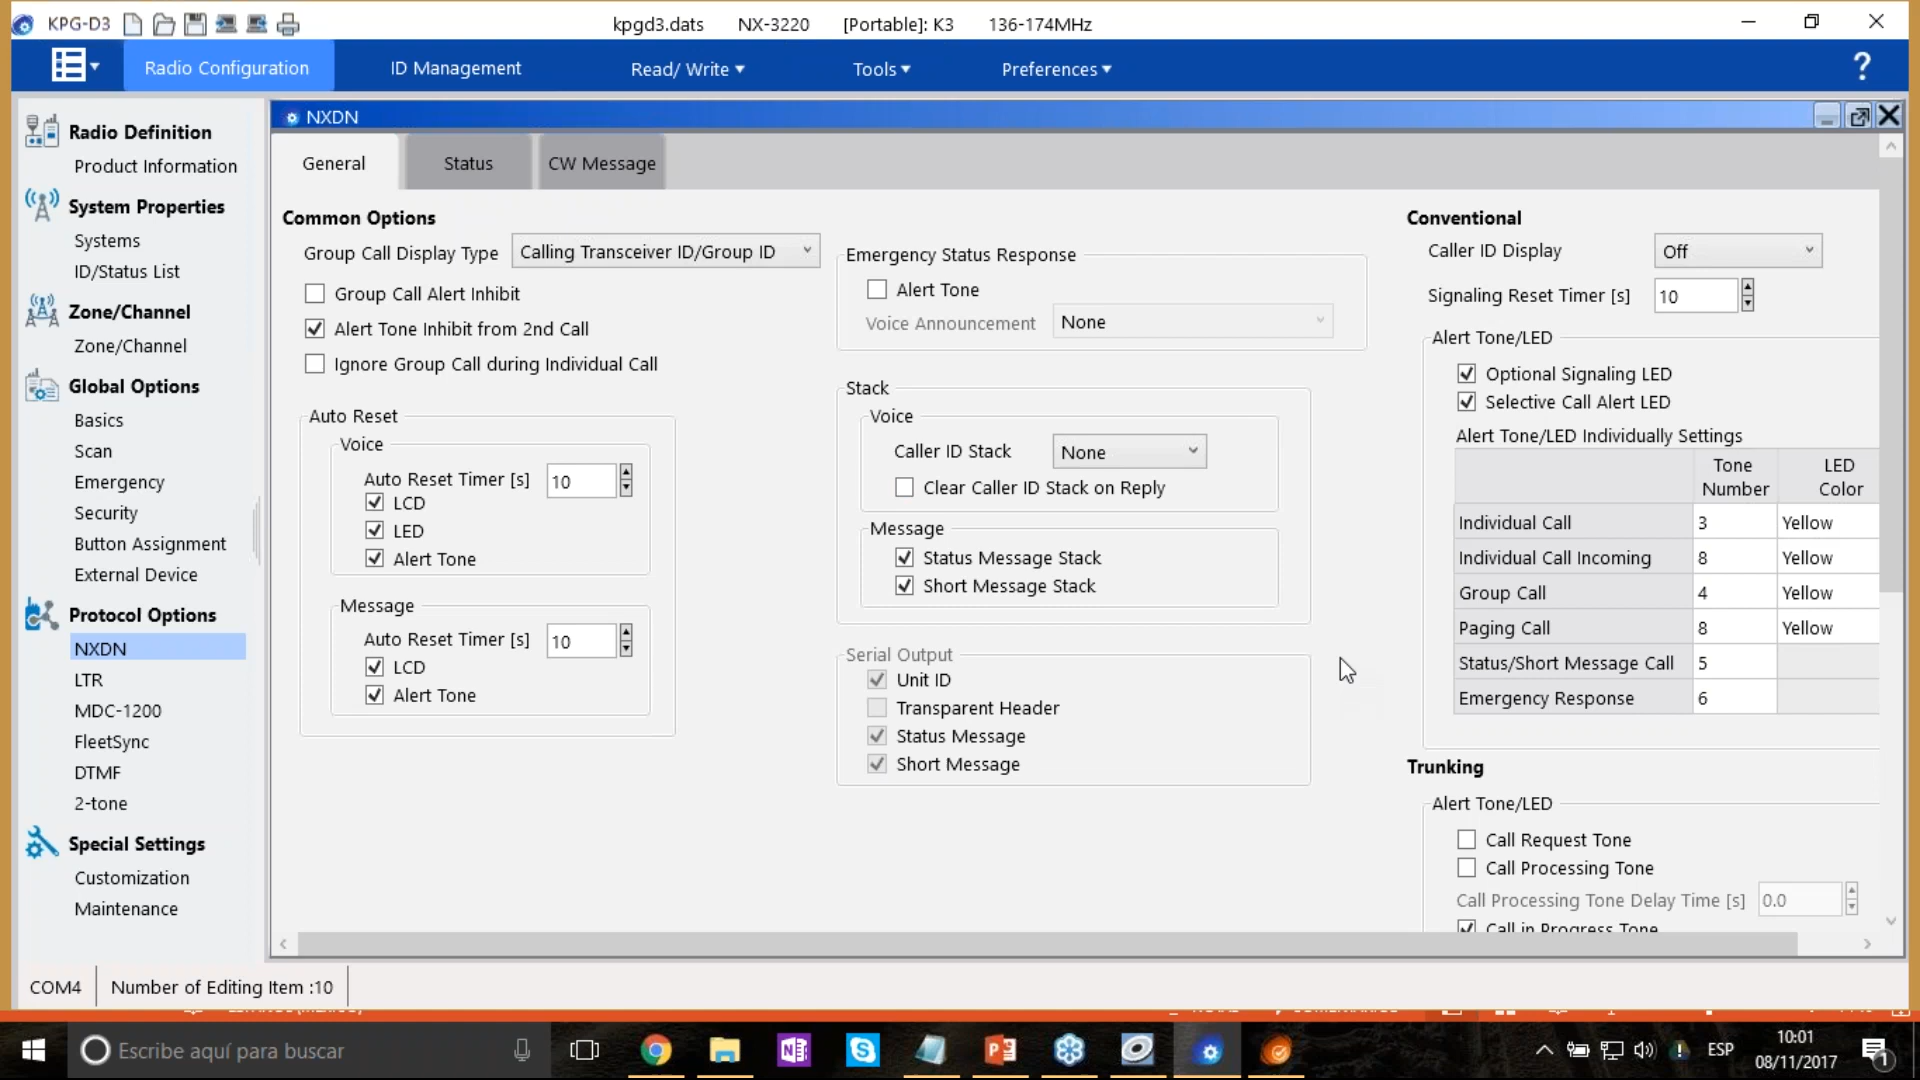 KPG-D3
kpgd3.dats NX-3220 [Portable]: K3 136-174MHz
Radio Configuration ID Management Read/ Write Tools Preferences ?
Radio Definition
Product Information
System Properties
Systems
ID/Status List
Zone/Channel
Zone/Channel
Global Options
Basics
Scan
Emergency
Security
Button Assignment
External Device
Protocol Options
NXDN
LTR
MDC-1200
FleetSync
DTMF
2-tone
Special Settings
Customization
Maintenance
NXDN
General Status CW Message
Common Options
Group Call Display Type Calling Transceiver ID/Group ID
Group Call Alert Inhibit
Alert Tone Inhibit from 2nd Call
Ignore Group Call during Individual Call
Auto Reset
Voice
Auto Reset Timer [s] 10
LCD
LED
Alert Tone
Message
Auto Reset Timer [s] 10
LCD
Alert Tone
Emergency Status Response
Alert Tone
Voice Announcement None
Stack
Voice
Caller ID Stack None
Clear Caller ID Stack on Reply
Message
Status Message Stack
Short Message Stack
Serial Output
Unit ID
Transparent Header
Status Message
Short Message
Conventional
Caller ID Display Off
Signaling Reset Timer [s] 10
Alert Tone/LED
Optional Signaling LED
Selective Call Alert LED
Alert Tone/LED Individually Settings
Tone Number LED Color
Individual Call 3 Yellow
Individual Call Incoming 8 Yellow
Group Call 4 Yellow
Paging Call 8 Yellow
Status/Short Message Call 5
Emergency Response 6
Trunking
Alert Tone/LED
Call Request Tone
Call Processing Tone
Call Processing Tone Delay Time [s] 0.0
Call in Progress Tone
COM4 Number of Editing Item :10
Escribe aquí para buscar
ESP
10:01
08/11/2017
1